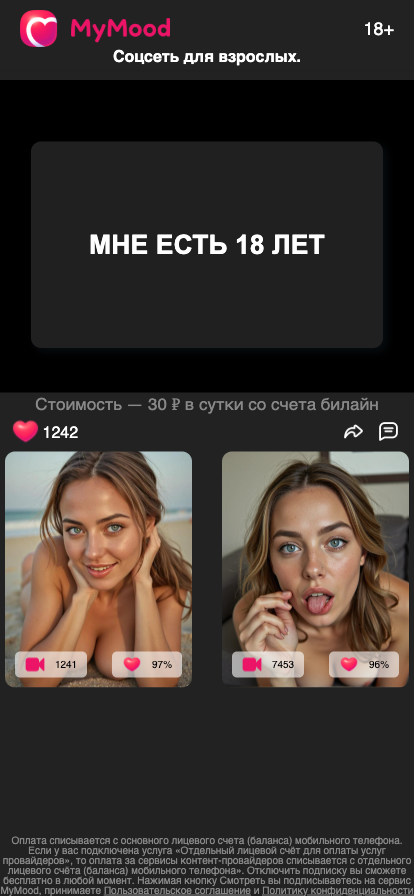 MyMood
18+
Соцсеть для взрослых.
МНЕ ЕСТЬ 18 ЛЕТ
Стоимость — 30 ₽ в сутки со счета билайн
1242
1241
97%
7453
96%
Оплата списывается с основного лицевого счета (баланса) мобильного телефона.
Если у вас подключена услуга «Отдельный лицевой счёт для оплаты услуг
провайдеров», то оплата за сервисы контент-провайдеров списывается с отдельного
лицевого счёта (баланса) мобильного телефона». Отключить подписку вы сможете
бесплатно в любой момент. Нажимая кнопку Смотреть вы подписываетесь на сервис
MyMood, принимаете Пользовательское соглашение и Политику конфиденциальности